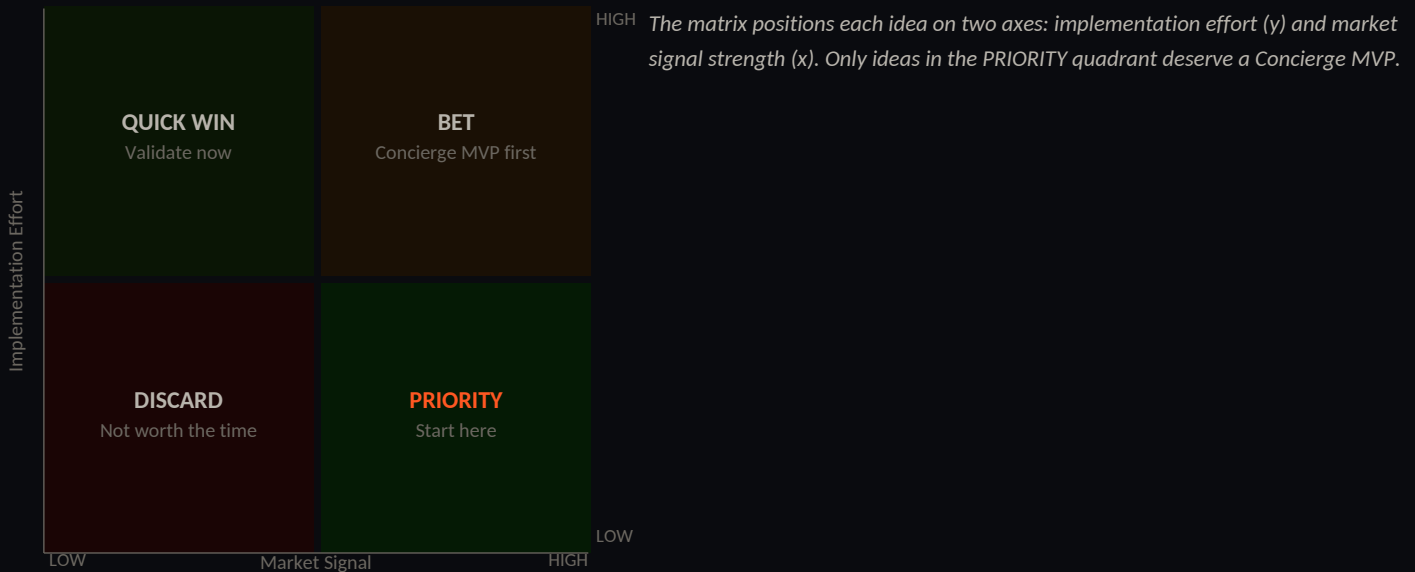 HIGH
The matrix positions each idea on two axes: implementation effort (y) and market
signal strength (x). Only ideas in the PRIORITY quadrant deserve a Concierge MVP.
QUICK WIN
Validate now
BET
Concierge MVP first
Implementation Effort
DISCARD
Not worth the time
PRIORITY
Start here
LOW
LOW
Market Signal
HIGH